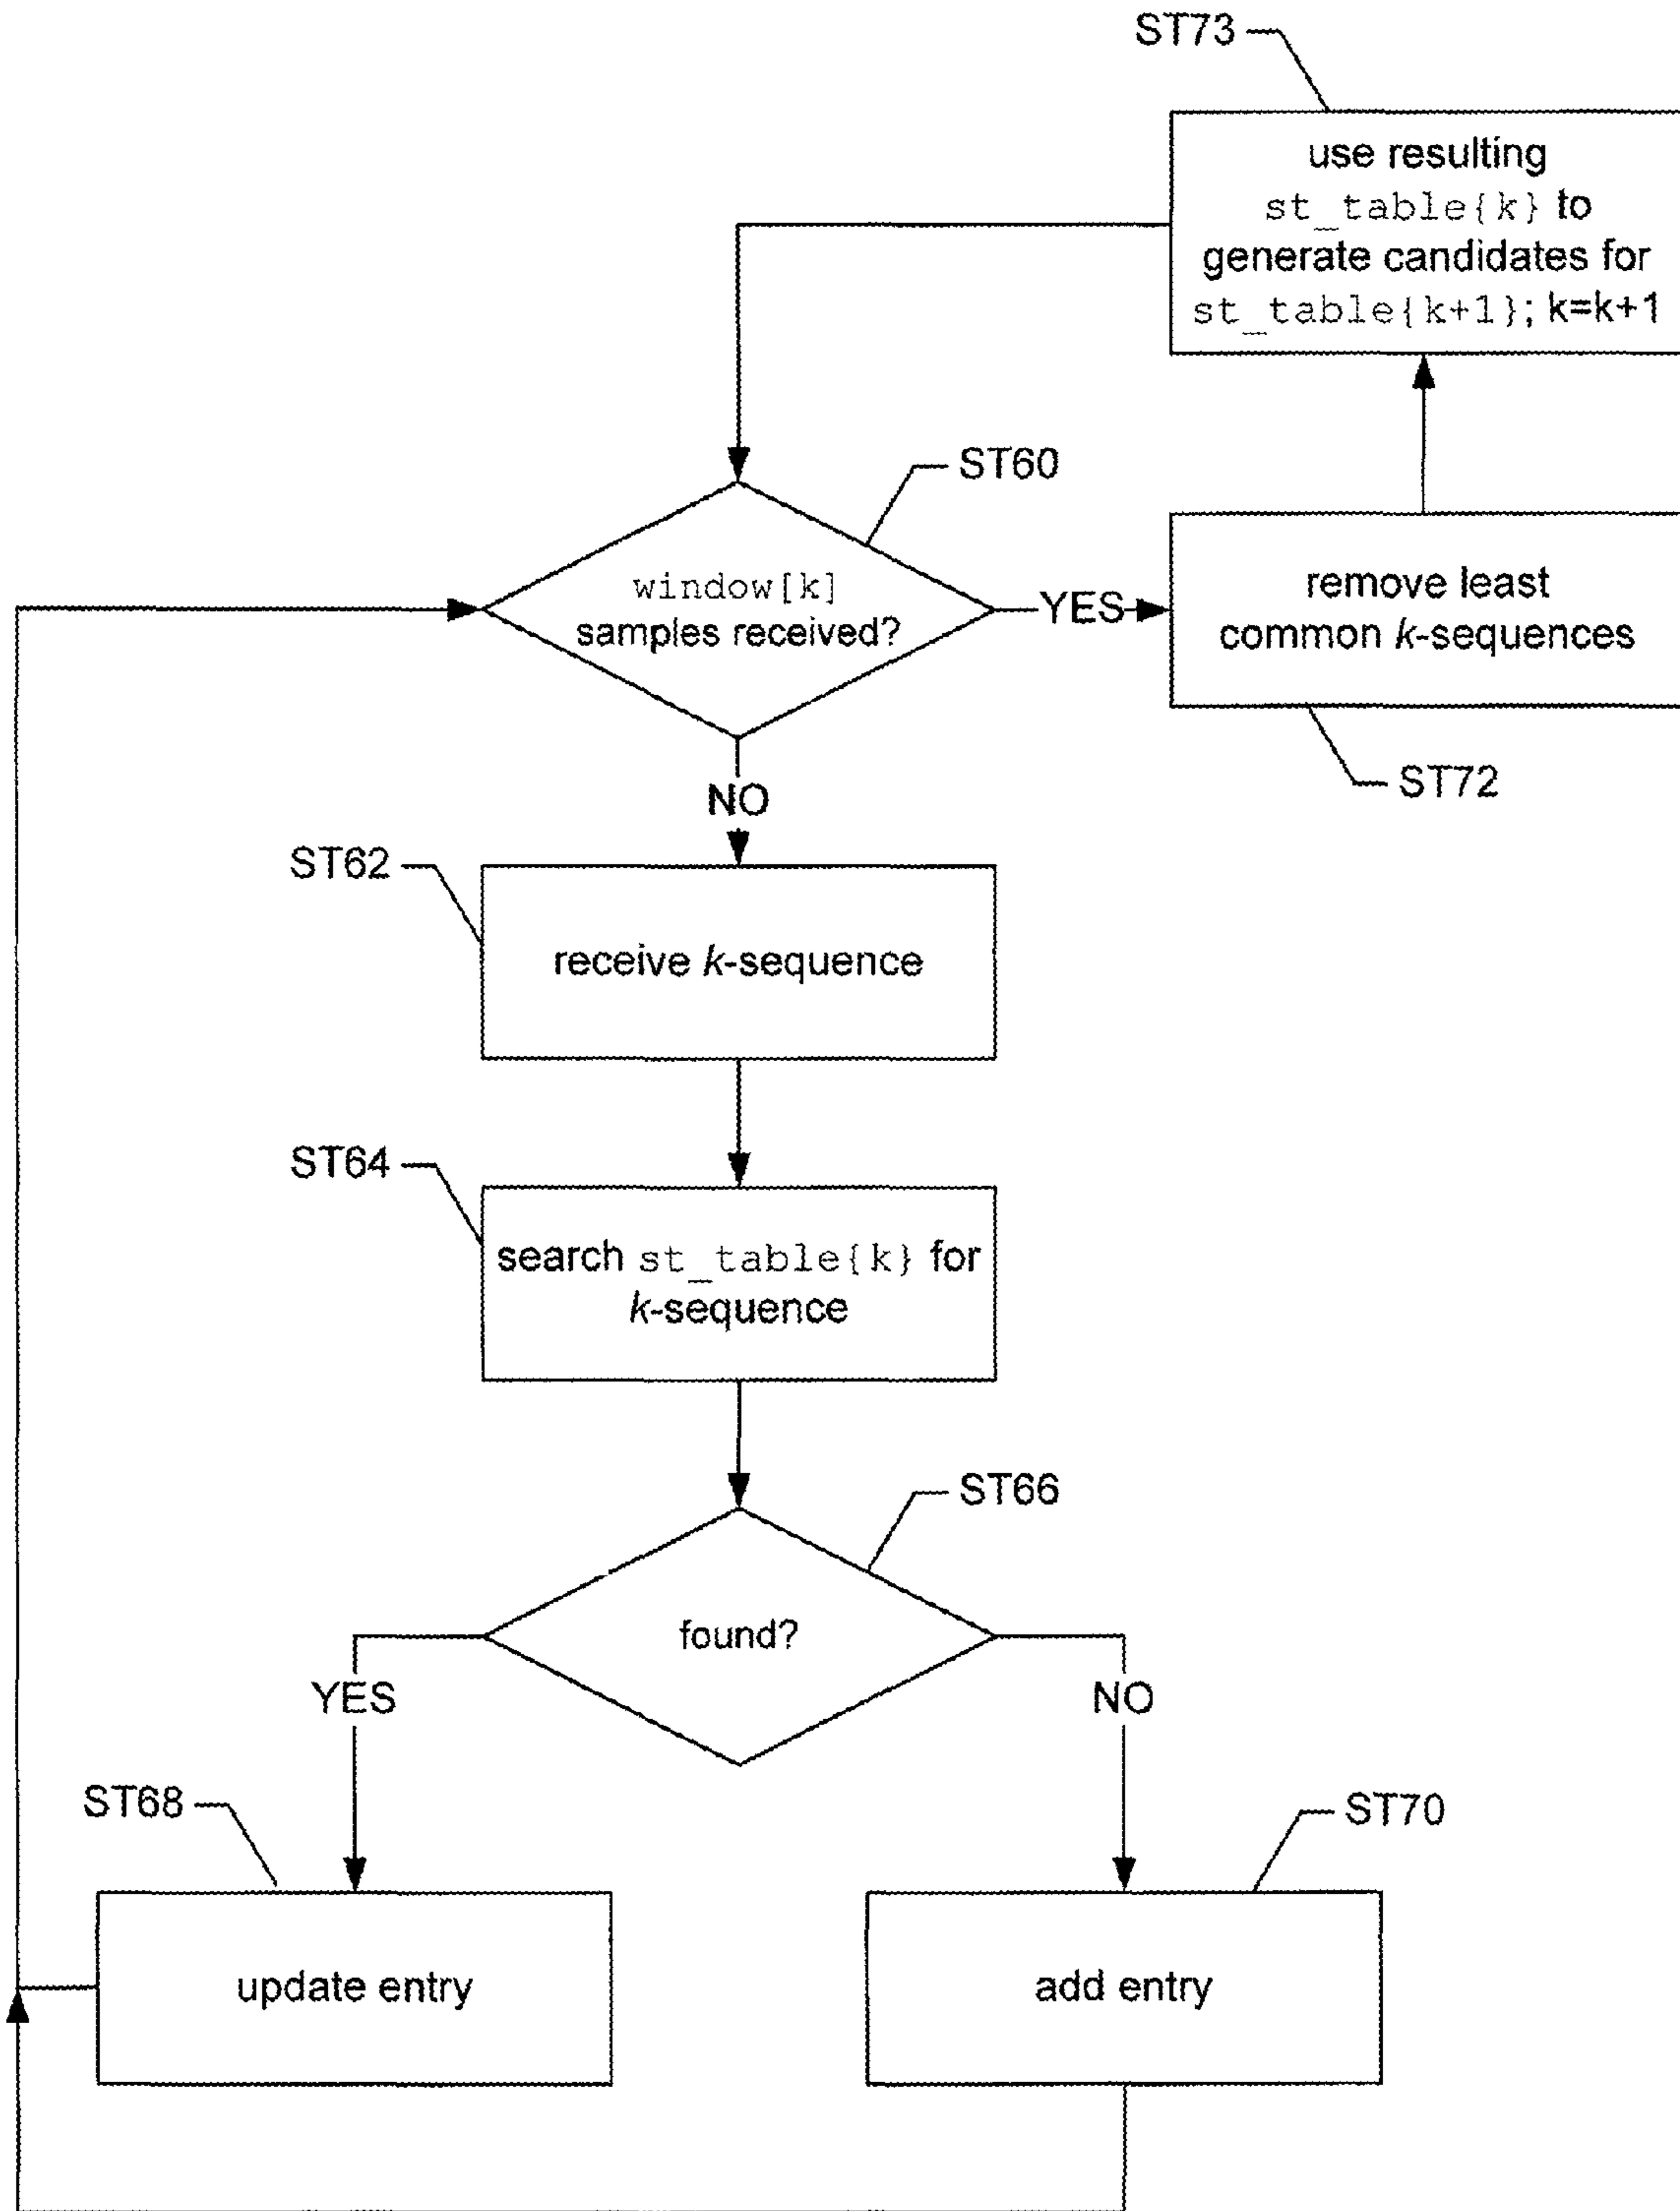 ST73
use resulting
st_table{k} to
generate candidates for
st_table{k+1}; k=k+1
ST60
window[k]
samples received?
YES
remove least
common k-sequences
ST72
NO
ST62
receive k-sequence
ST64
search st_table{k} for
k-sequence
ST66
found?
YES
NO
ST68
ST70
update entry
add entry